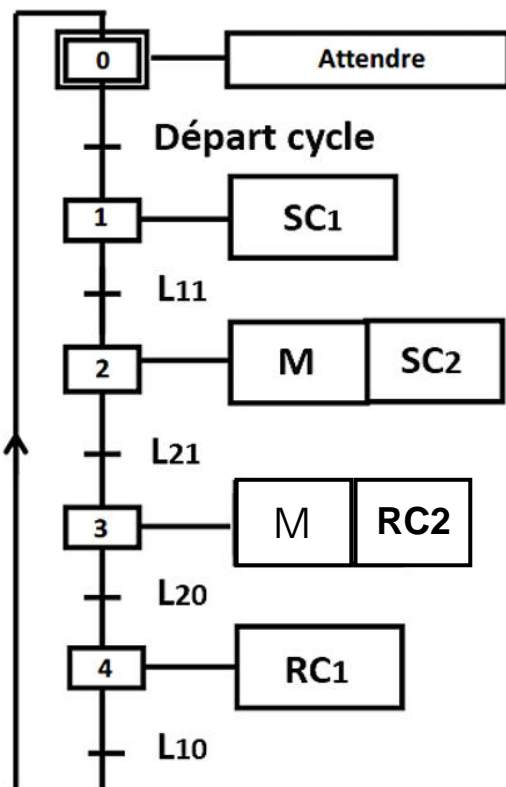 0 Attendre
Départ cycle
1 SC1
L11
2 M SC2
L21
3 M RC2
L20
4 RC1
L10